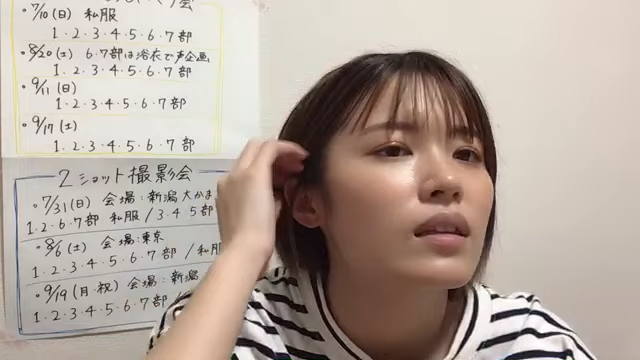 会
・7/10(日) 私服
1・2・3・4・5・6・7部
・8/20(土) 6・7部は浴衣で声企画
1・2・3・4・5・6・7部
・9/11(日)
1・2・3・4・5・6・7部
・9/17(土)
1・2・3・4・5・6・7部
2ショット撮影会
・7/31(日) 会場:新潟 大かま
1・2・6・7部 私服/3・4・5部
・8/6(土) 会場:東京
1・2・3・4・5・6・7部/私服
・9/19(月・祝) 会場:新潟
1・2・3・4・5・6・7部/